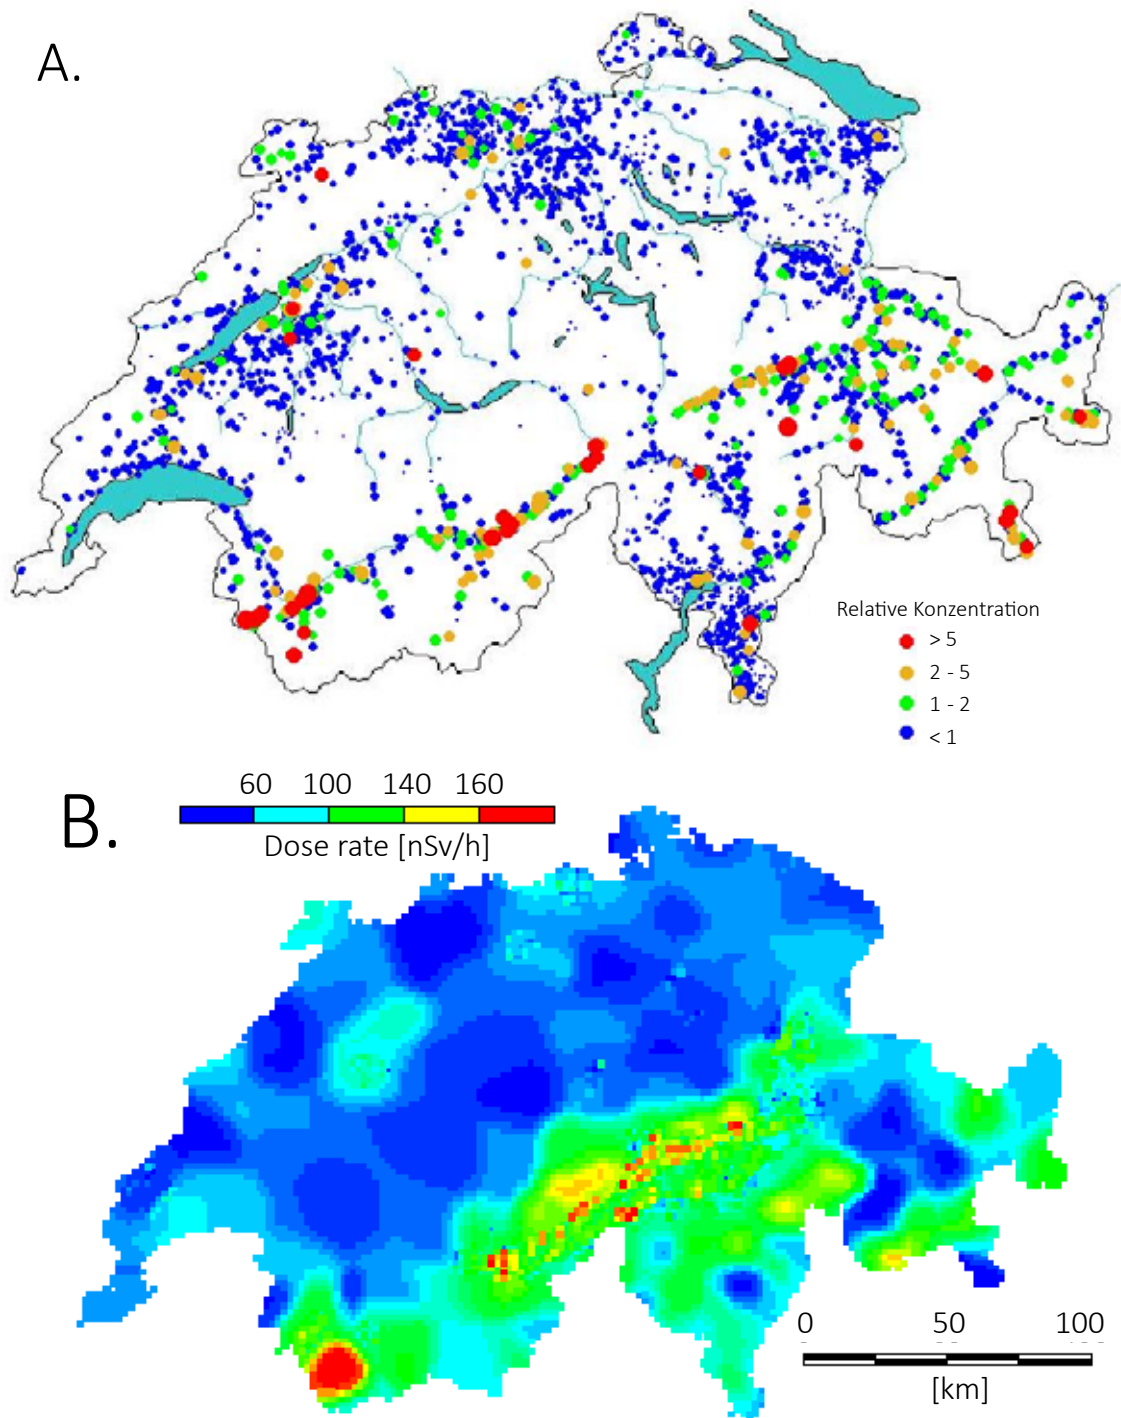 A.
Relative Konzentration
> 5
2 - 5
1 - 2
< 1
B.
60 100 140 160
Dose rate [nSv/h]
0 50 100
[km]